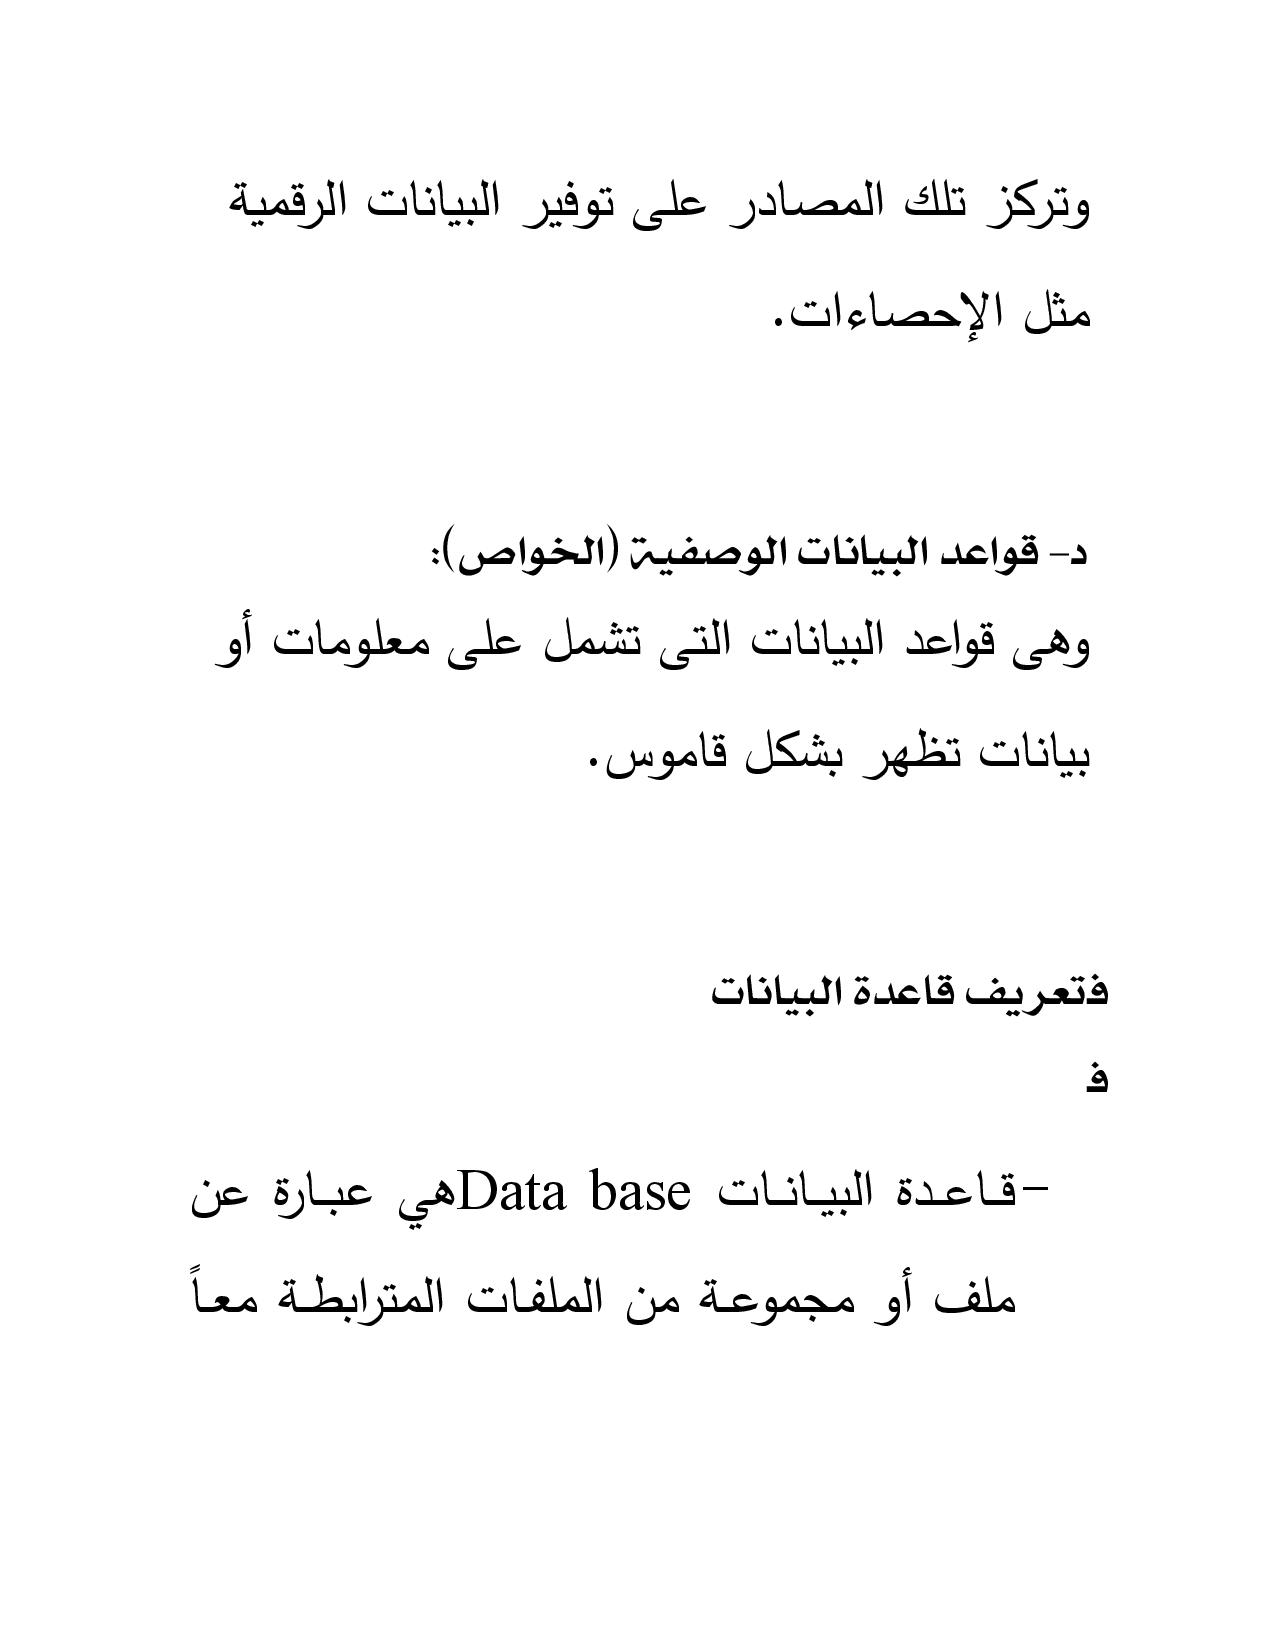 وتركز تلك المصادر على توفير البيانات الرقمية
مثل الإحصاءات.
د- قواعد البيانات الوصفية (الخواص):
وهى قواعد البيانات التى تشمل على معلومات أو
بيانات تظهر بشكل قاموس.
فتعريف قاعدة البيانات
ف
-قاعدة البيانات Data baseهي عبارة عن
ملف أو مجموعة من الملفات المترابطة معاً